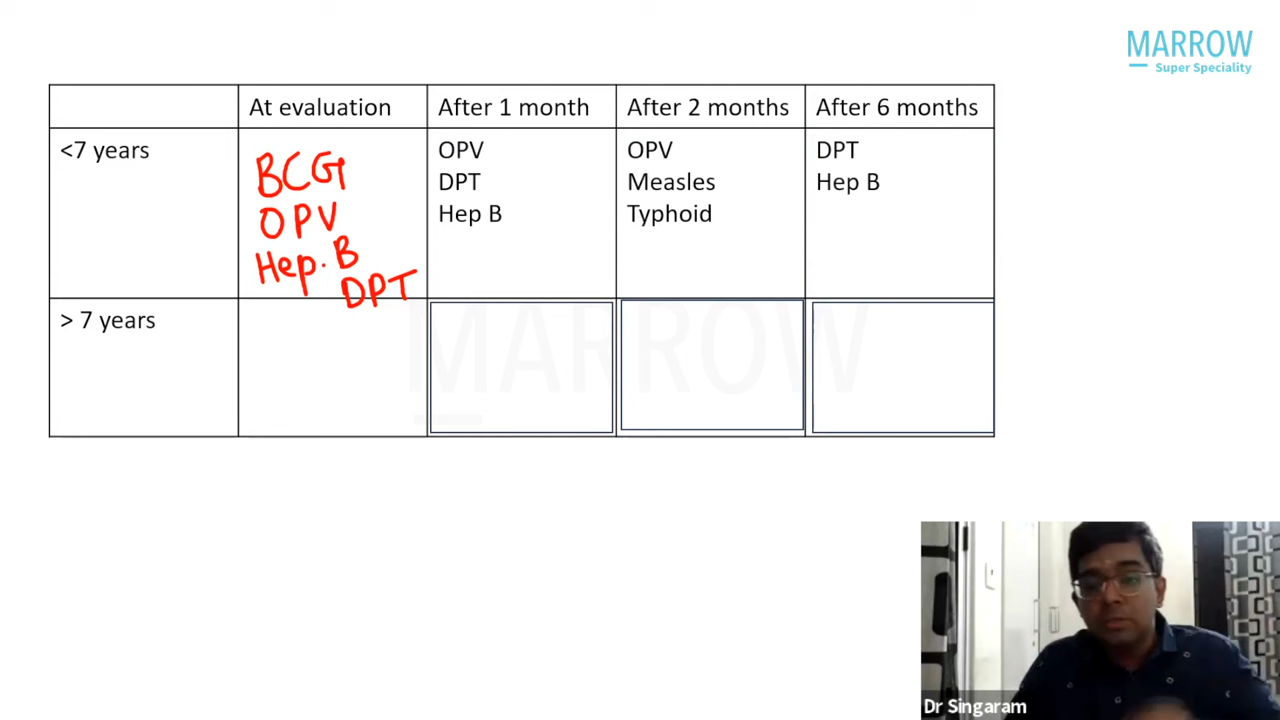 MARROW
Super Speciality
At evaluation
After 1 month
After 2 months
After 6 months
<7 years
BCG
OPV
Hep. B
DPT
OPV
DPT
Hep B
OPV
Measles
Typhoid
DPT
Hep B
> 7 years
MARROW
Dr Singaram